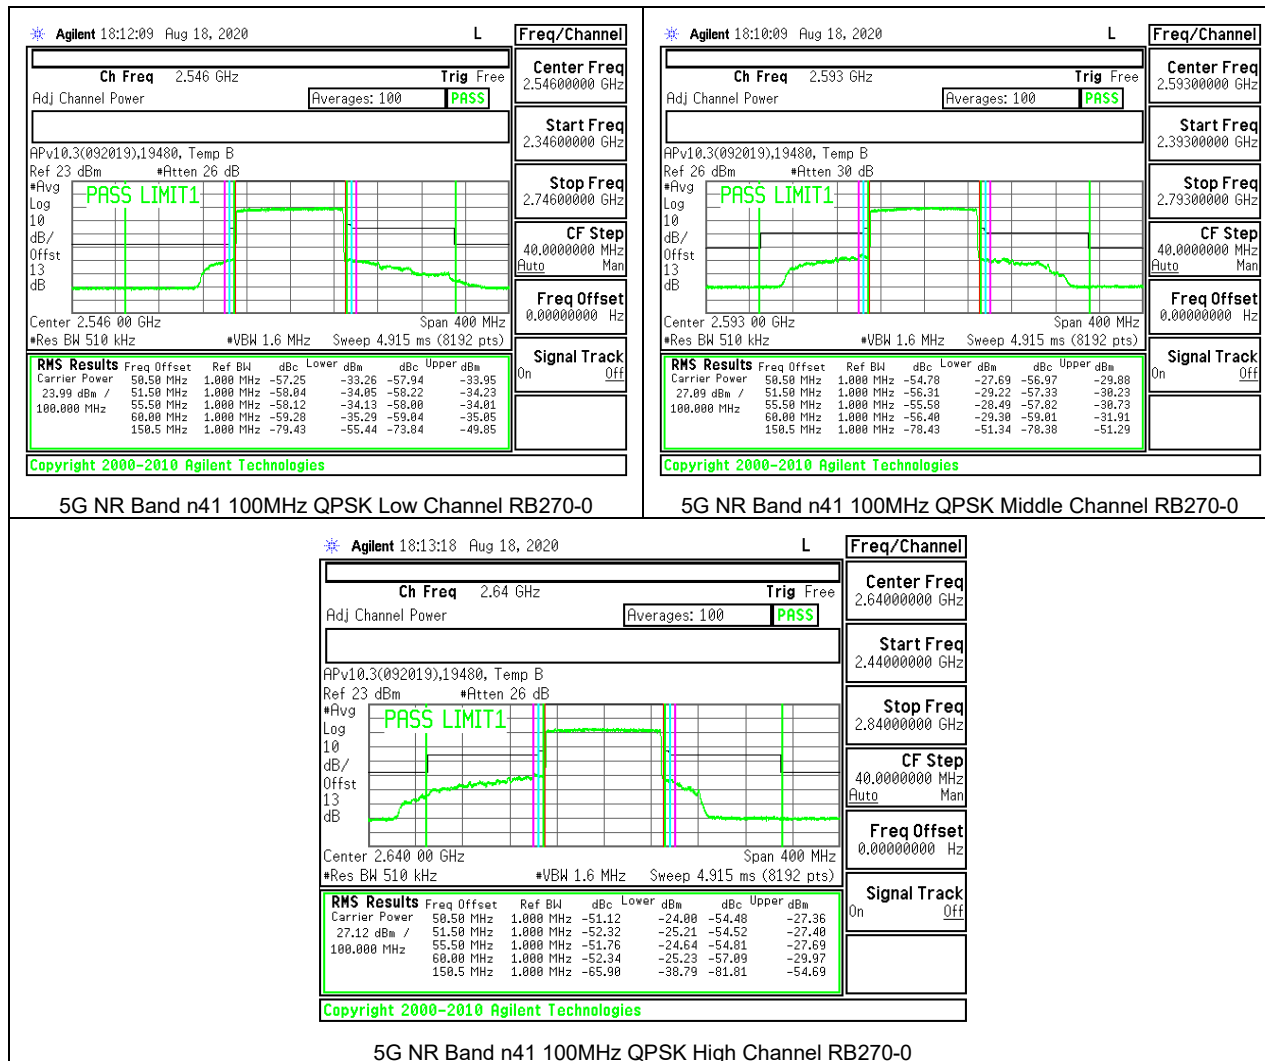 Agilent 18:12:09 Aug 18, 2020 L Freq/Channel
Ch Freq 2.546 GHz Trig Free
Adj Channel Power Averages: 100 PASS
APv10.3(092019),19480, Temp B
Ref 23 dBm #Atten 26 dB
#Avg
Log
10
dB/
Offst
13
dB
PASS LIMIT1
Center 2.546 00 GHz Span 400 MHz
#Res BW 510 kHz #VBW 1.6 MHz Sweep 4.915 ms (8192 pts)
RMS Results Freq Offset Ref BW dBc Lower dBm dBc Upper dBm
Carrier Power 50.50 MHz 1.000 MHz -57.25 -33.26 -57.94 -33.95
23.99 dBm / 51.50 MHz 1.000 MHz -58.04 -34.05 -58.22 -34.23
100.000 MHz 55.50 MHz 1.000 MHz -58.12 -34.13 -58.00 -34.01
60.00 MHz 1.000 MHz -59.28 -35.29 -59.04 -35.05
150.5 MHz 1.000 MHz -79.43 -55.44 -73.84 -49.85
Center Freq
2.54600000 GHz
Start Freq
2.34600000 GHz
Stop Freq
2.74600000 GHz
CF Step
40.0000000 MHz
Auto Man
Freq Offset
0.00000000 Hz
Signal Track
On Off
Copyright 2000-2010 Agilent Technologies
5G NR Band n41 100MHz QPSK Low Channel RB270-0
Agilent 18:10:09 Aug 18, 2020 L Freq/Channel
Ch Freq 2.593 GHz Trig Free
Adj Channel Power Averages: 100 PASS
APv10.3(092019),19480, Temp B
Ref 26 dBm #Atten 30 dB
#Avg
Log
10
dB/
Offst
13
dB
PASS LIMIT1
Center 2.593 00 GHz Span 400 MHz
#Res BW 510 kHz #VBW 1.6 MHz Sweep 4.915 ms (8192 pts)
RMS Results Freq Offset Ref BW dBc Lower dBm dBc Upper dBm
Carrier Power 50.50 MHz 1.000 MHz -54.78 -27.69 -56.97 -29.88
27.09 dBm / 51.50 MHz 1.000 MHz -56.31 -29.22 -57.33 -30.23
100.000 MHz 55.50 MHz 1.000 MHz -55.58 -28.49 -57.82 -30.73
60.00 MHz 1.000 MHz -56.40 -29.30 -59.01 -31.91
150.5 MHz 1.000 MHz -78.43 -51.34 -78.38 -51.29
Center Freq
2.59300000 GHz
Start Freq
2.39300000 GHz
Stop Freq
2.79300000 GHz
CF Step
40.0000000 MHz
Auto Man
Freq Offset
0.00000000 Hz
Signal Track
On Off
Copyright 2000-2010 Agilent Technologies
5G NR Band n41 100MHz QPSK Middle Channel RB270-0
Agilent 18:13:18 Aug 18, 2020 L Freq/Channel
Ch Freq 2.64 GHz Trig Free
Adj Channel Power Averages: 100 PASS
APv10.3(092019),19480, Temp B
Ref 23 dBm #Atten 26 dB
#Avg
Log
10
dB/
Offst
13
dB
PASS LIMIT1
Center 2.640 00 GHz Span 400 MHz
#Res BW 510 kHz #VBW 1.6 MHz Sweep 4.915 ms (8192 pts)
RMS Results Freq Offset Ref BW dBc Lower dBm dBc Upper dBm
Carrier Power 50.50 MHz 1.000 MHz -51.12 -24.00 -54.48 -27.36
27.12 dBm / 51.50 MHz 1.000 MHz -52.32 -25.21 -54.52 -27.40
100.000 MHz 55.50 MHz 1.000 MHz -51.76 -24.64 -54.81 -27.69
60.00 MHz 1.000 MHz -52.34 -25.23 -57.09 -29.97
150.5 MHz 1.000 MHz -65.90 -38.79 -81.81 -54.69
Center Freq
2.64000000 GHz
Start Freq
2.44000000 GHz
Stop Freq
2.84000000 GHz
CF Step
40.0000000 MHz
Auto Man
Freq Offset
0.00000000 Hz
Signal Track
On Off
Copyright 2000-2010 Agilent Technologies
5G NR Band n41 100MHz QPSK High Channel RB270-0